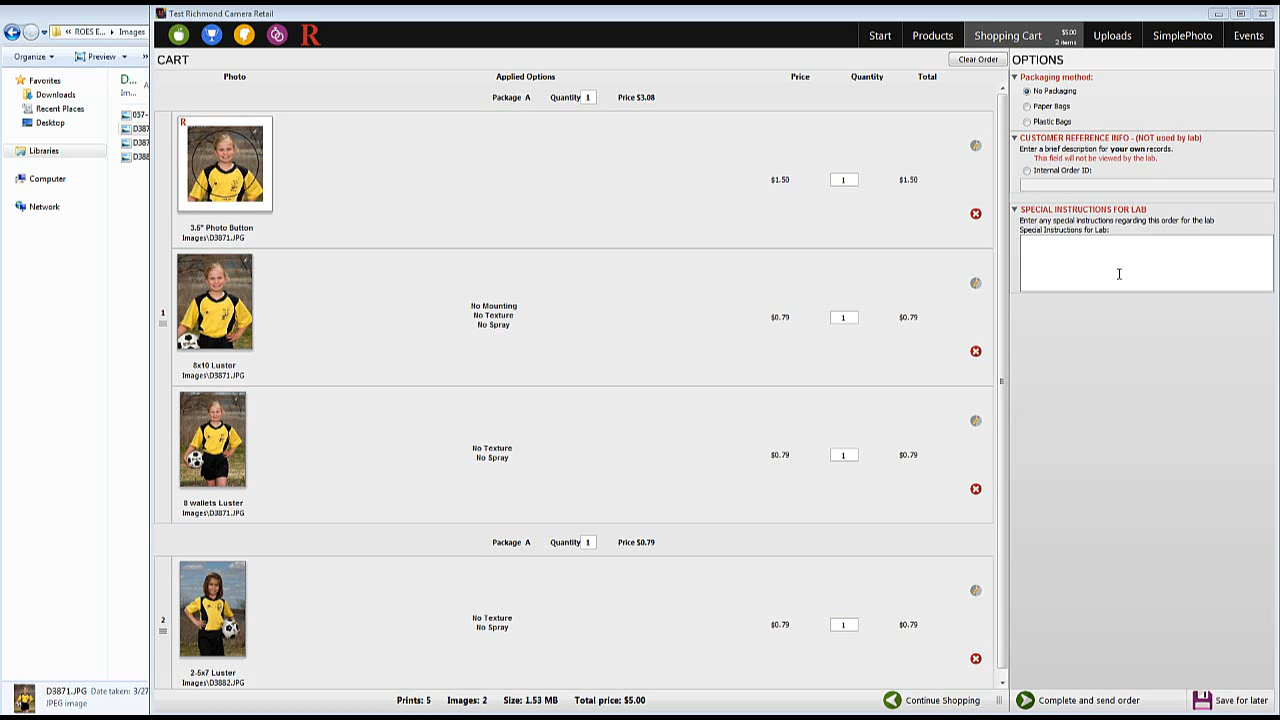 Test Richmond Camera Retail
« ROES E... ▸ Images
R
Start
Products
Shopping Cart
$5.00
2 items
Uploads
SimplePhoto
Events
Organize
Preview
»
CART
Clear Order
OPTIONS
Photo
Applied Options
Price
Quantity
Total
Packaging method:
No Packaging
Paper Bags
Plastic Bags
CUSTOMER REFERENCE INFO - (NOT used by lab)
Enter a brief description for your own records.
This field will not be viewed by the lab.
Internal Order ID:
SPECIAL INSTRUCTIONS FOR LAB
Enter any special instructions regarding this order for the lab
Special Instructions for Lab:
Favorites
Downloads
Recent Places
Desktop
Libraries
Computer
Network
D...
Im...
A
037-
D387
D387
D388
Package A Quantity 1 Price $3.08
R
$1.50 1 $1.50
3.5" Photo Button
Images\D3871.JPG
1
No Mounting
No Texture
No Spray
$0.79 1 $0.79
8x10 Luster
Images\D3871.JPG
No Texture
No Spray
$0.79 1 $0.79
8 wallets Luster
Images\D3871.JPG
Package A Quantity 1 Price $0.79
2
No Texture
No Spray
$0.79 1 $0.79
2-5x7 Luster
Images\D3882.JPG
D3871.JPG Date taken: 3/27
JPEG image
Prints: 5 Images: 2 Size: 1.53 MB Total price: $5.00
Continue Shopping
Complete and send order
Save for later